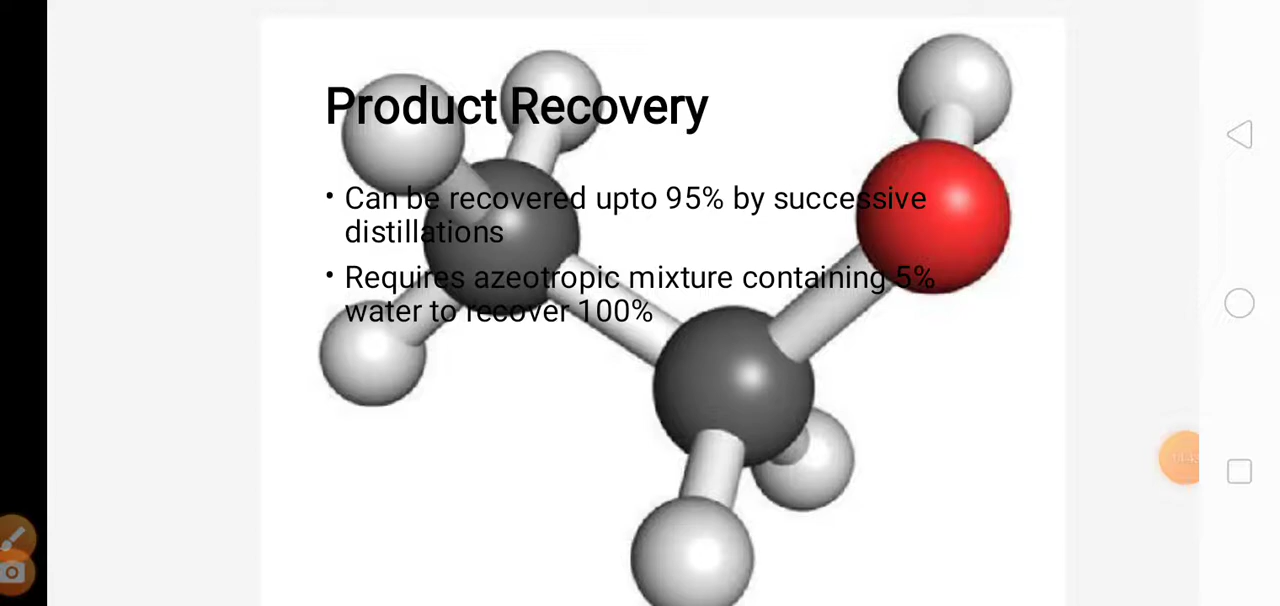 Product Recovery
• Can be recovered upto 95% by successive
distillations
• Requires azeotropic mixture containing 5%
water to recover 100%